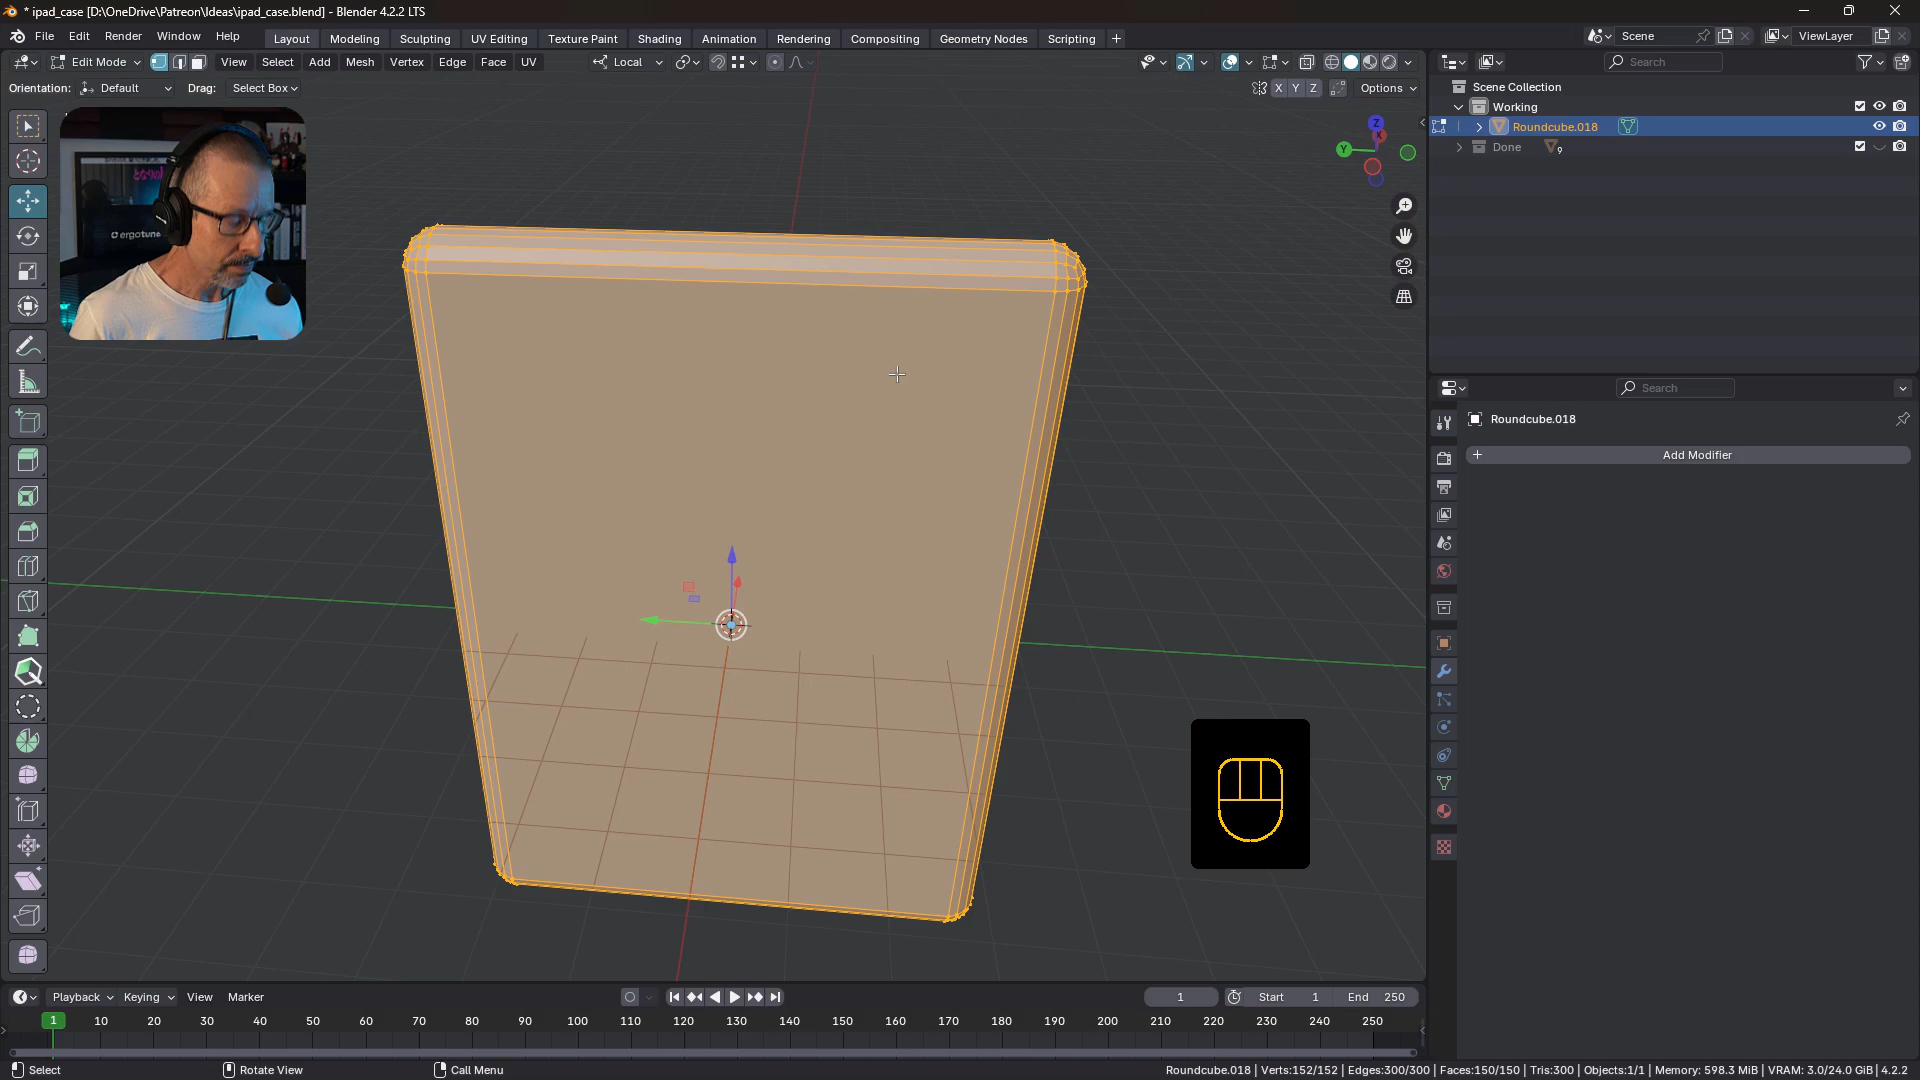 * ipad_case [D:\OneDrive\Patreon\Ideas\ipad_case.blend] - Blender 4.2.2 LTS
File Edit Render Window Help Layout Modeling Sculpting UV Editing Texture Paint Shading Animation Rendering Compositing Geometry Nodes Scripting + Scene ViewLayer
Edit Mode View Select Add Mesh Vertex Edge Face UV Local Search
Orientation: Default Drag: Select Box X Y Z Options
Scene Collection
Working
Roundcube.018
Done 9
Z
X
Y
となりの
ergotune
Search
Roundcube.018
+ Add Modifier
Playback Keying View Marker 1 Start 1 End 250
1 10 20 30 40 50 60 70 80 90 100 110 120 130 140 150 160 170 180 190 200 210 220 230 240 250
Select Rotate View Call Menu Roundcube.018 | Verts:152/152 | Edges:300/300 | Faces:150/150 | Tris:300 | Objects:1/1 | Memory: 598.3 MiB | VRAM: 3.0/24.0 GiB | 4.2.2